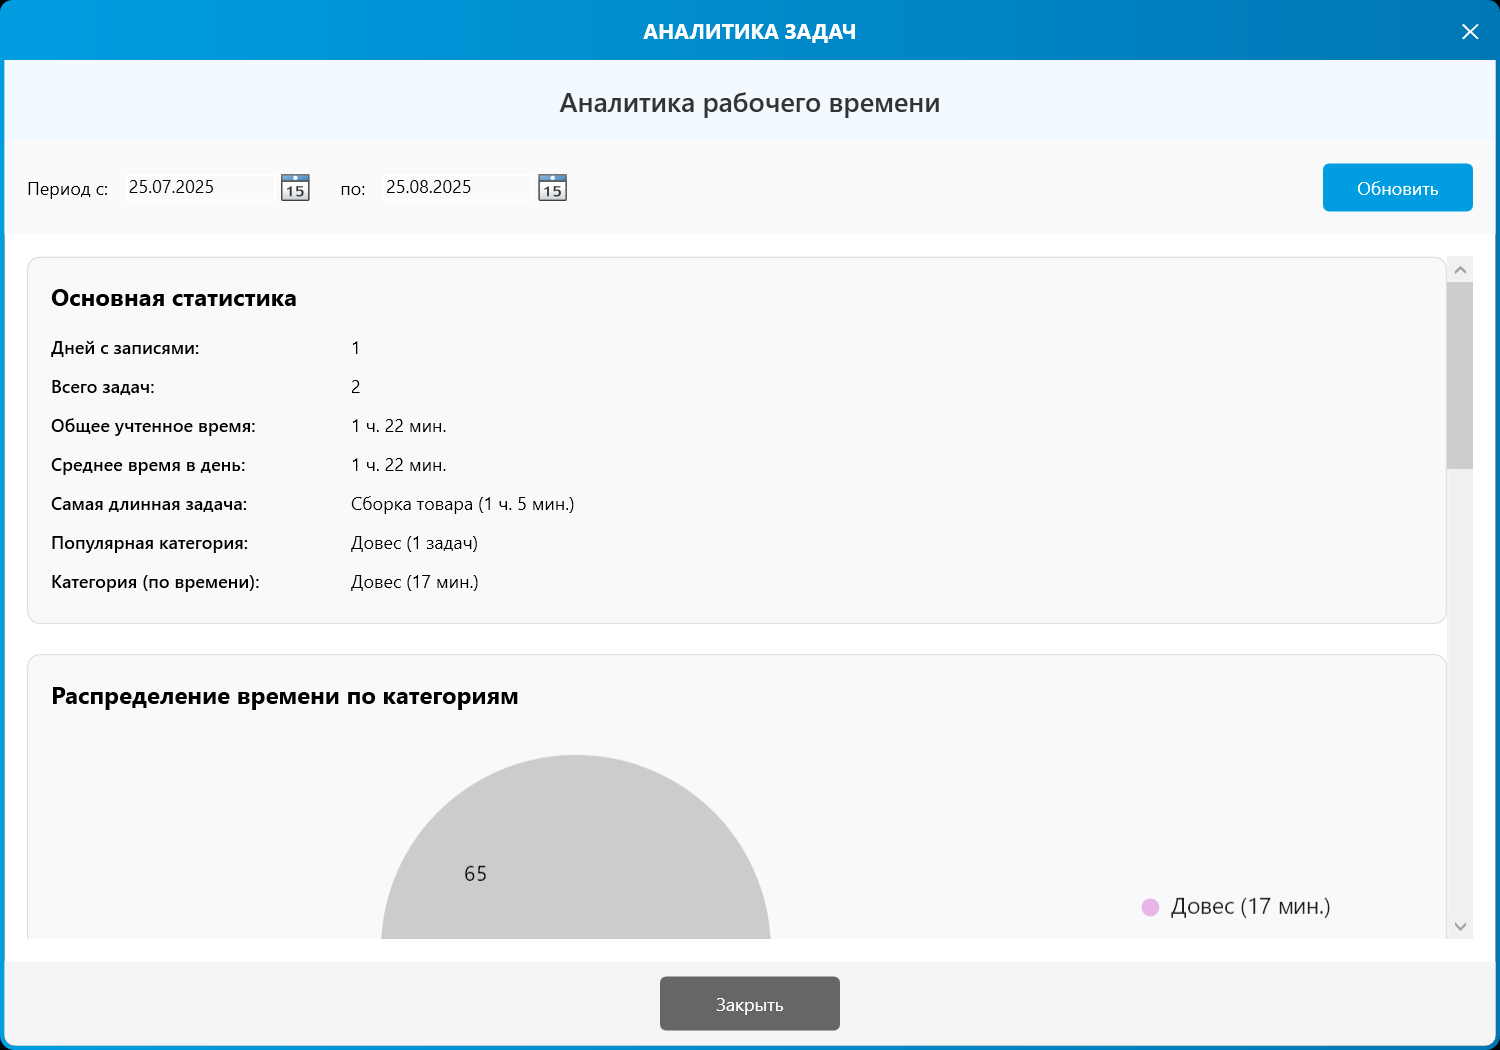 АНАЛИТИКА ЗАДАЧ
Аналитика рабочего времени
Период с: 25.07.2025 15 по: 25.08.2025 15 Обновить
Основная статистика
Дней с записями: 1
Всего задач: 2
Общее учтенное время: 1 ч. 22 мин.
Среднее время в день: 1 ч. 22 мин.
Самая длинная задача: Сборка товара (1 ч. 5 мин.)
Популярная категория: Довес (1 задач)
Категория (по времени): Довес (17 мин.)
Распределение времени по категориям
65
Довес (17 мин.)
Закрыть